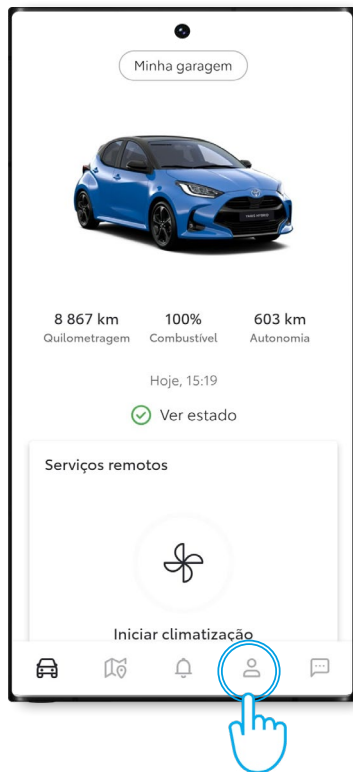 Minha garagem
8 867 km 100% 603 km
Quilometragem Combustível Autonomia
Hoje, 15:19
Ver estado
Serviços remotos
Iniciar climatização